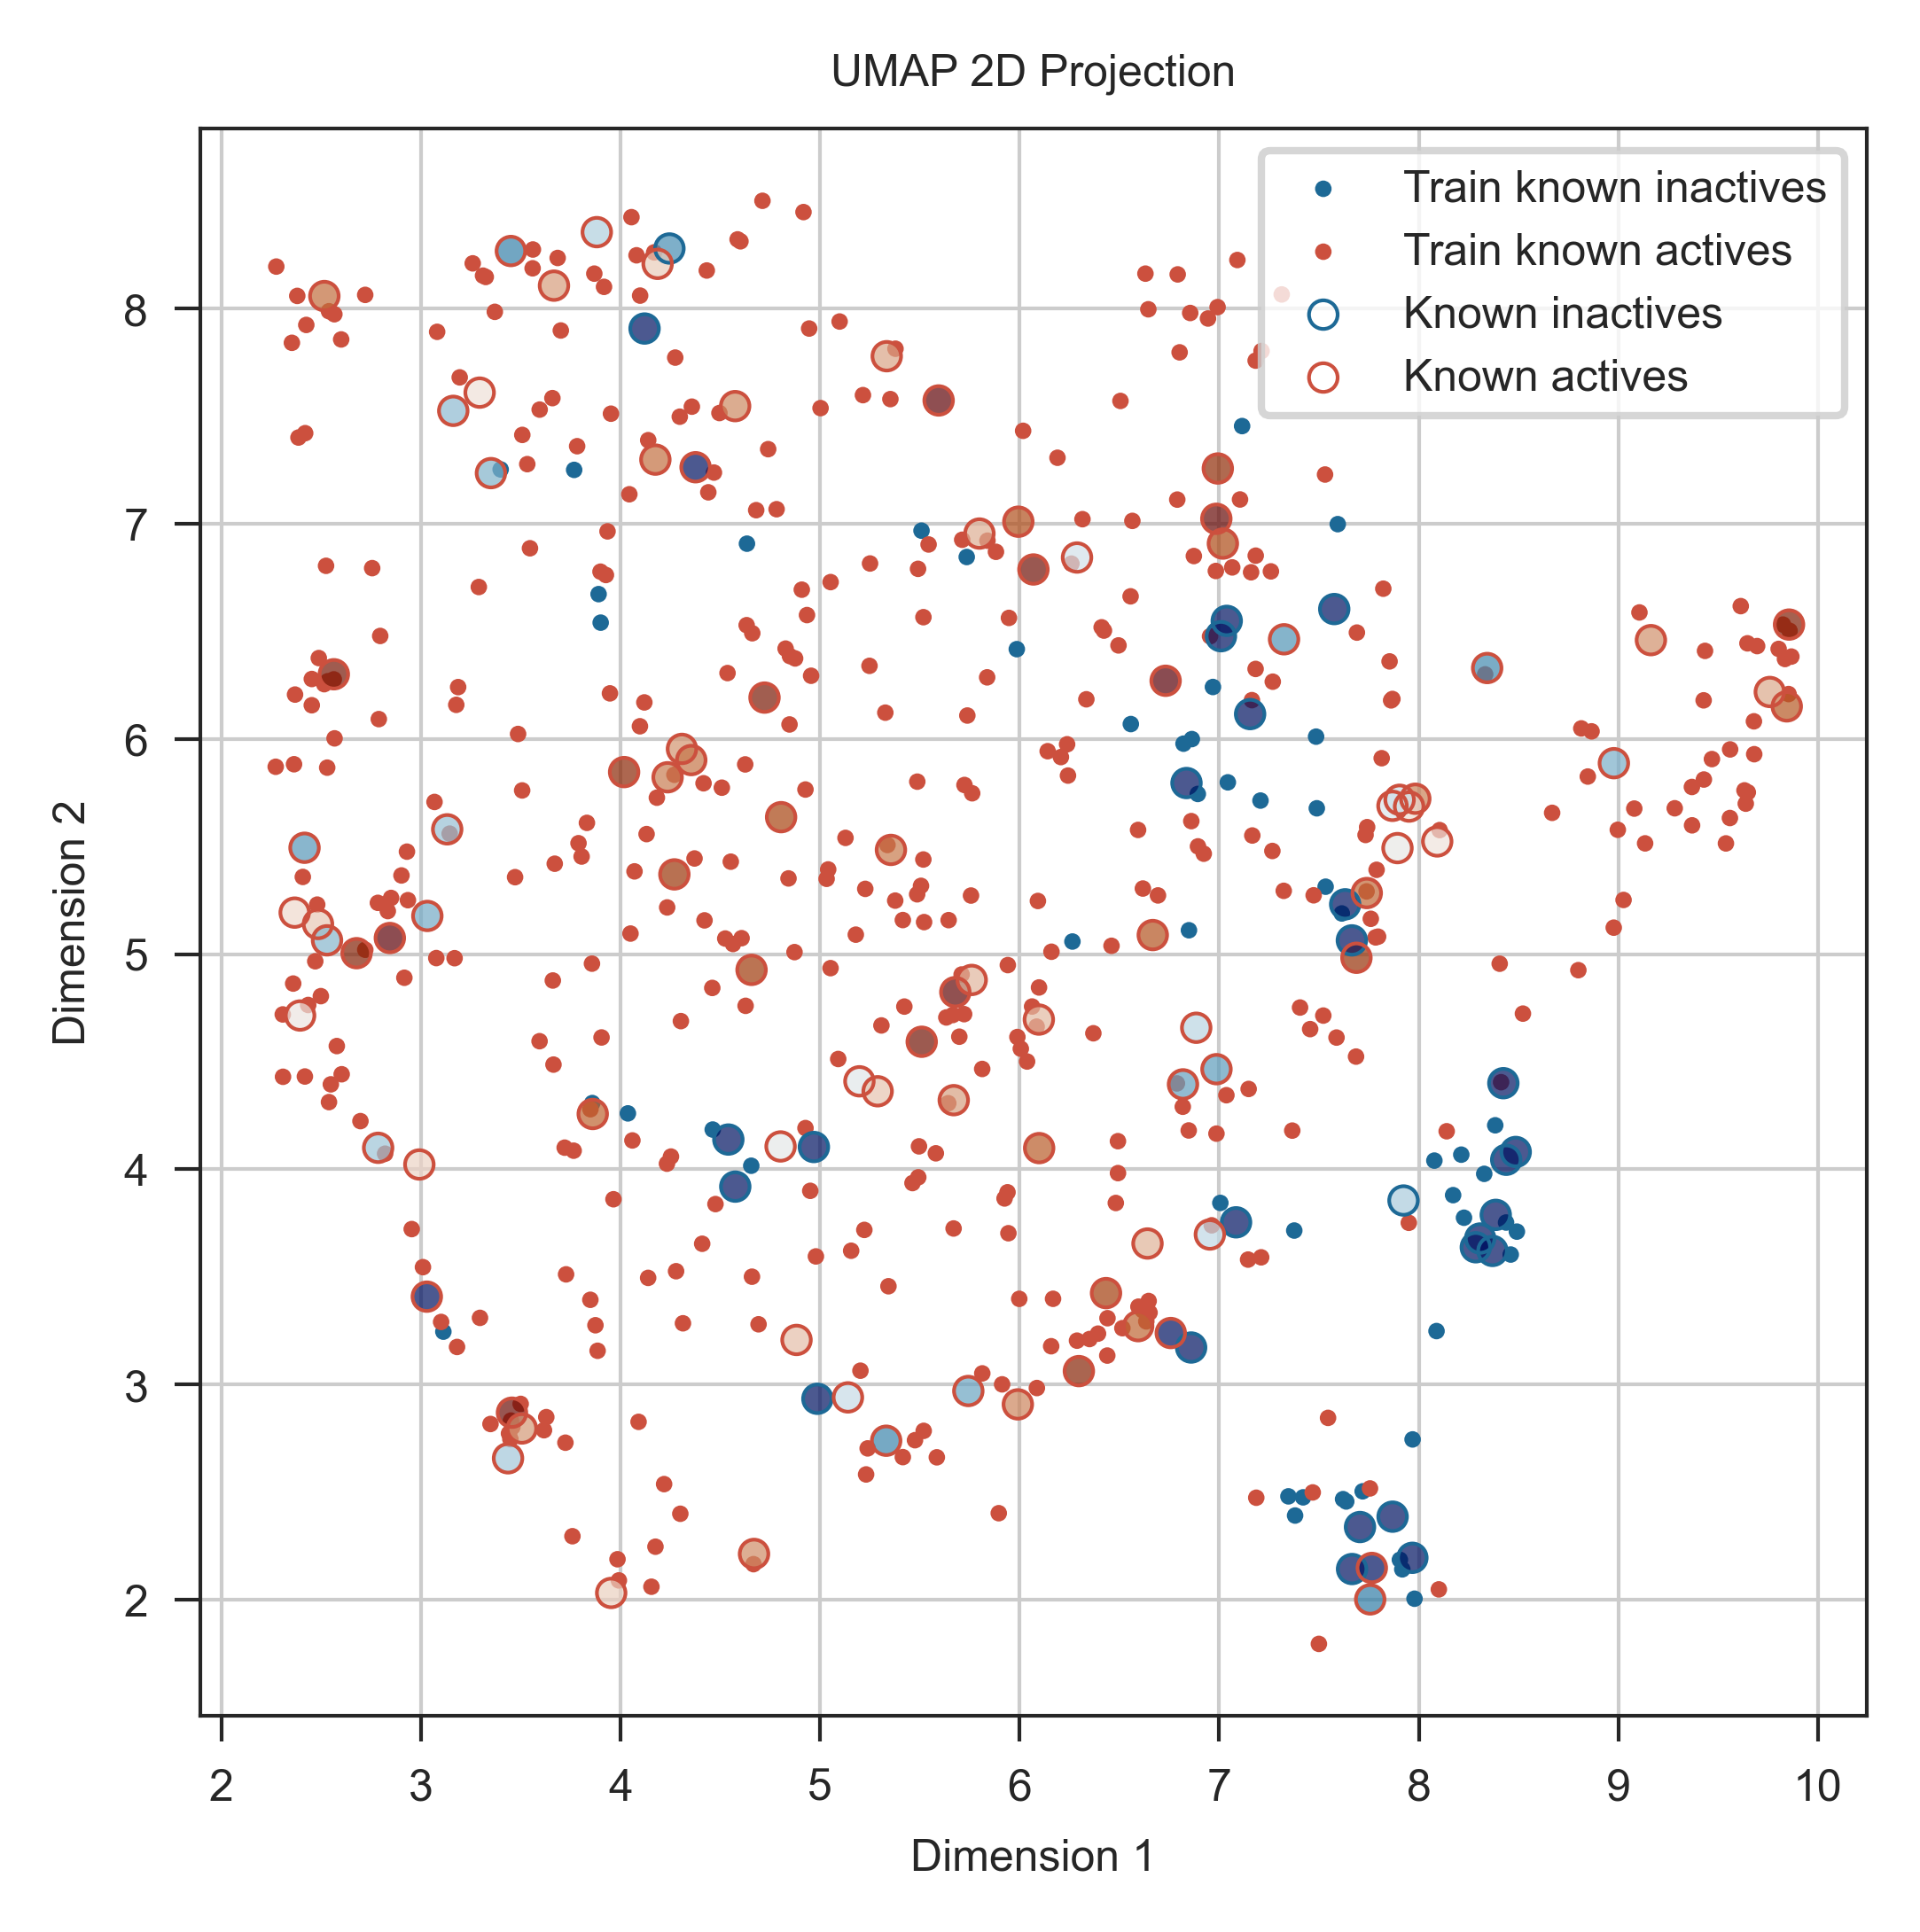 UMAP 2D Projection
Train known inactives
Train known actives
Known inactives
Known actives
8
7
6
5
4
3
2
Dimension 2
2 3 4 5 6 7 8 9 10
Dimension 1